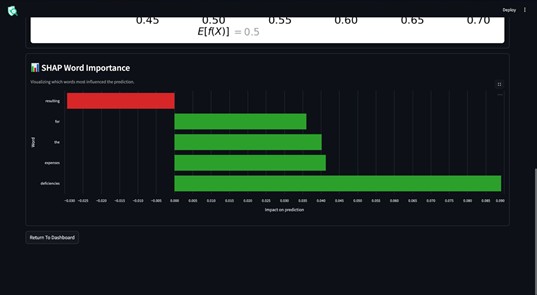 Deploy
0.45 0.50 0.55 0.60 0.65 0.70
E[f(X)] = 0.5
SHAP Word Importance
Visualizing which words most influenced the prediction.
Word
resulting
for
the
expenses
deficiencies
−0.030 −0.025 −0.020 −0.015 −0.010 −0.005 0.000 0.005 0.010 0.015 0.020 0.025 0.030 0.035 0.040 0.045 0.050 0.055 0.060 0.065 0.070 0.075 0.080 0.085 0.090
Impact on prediction
Return To Dashboard